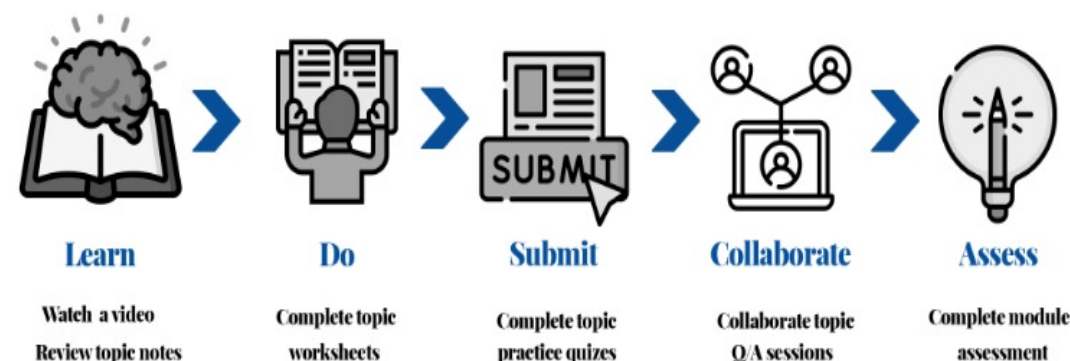 SUBMIT
Learn
Do
Submit
Collaborate
Assess
Watch a video
Review topic notes
Complete topic
worksheets
Complete topic
practice quizes
Collaborate topic
Q/A sessions
Complete module
assessment